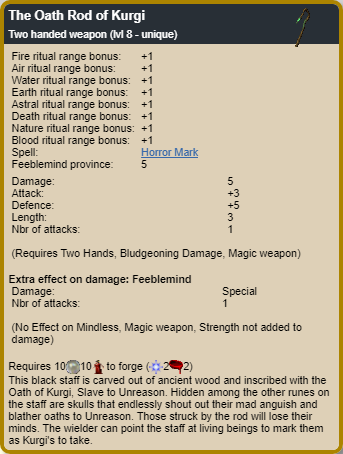 The Oath Rod of Kurgi
Two handed weapon (lvl 8 - unique)
Fire ritual range bonus: +1
Air ritual range bonus: +1
Water ritual range bonus: +1
Earth ritual range bonus: +1
Astral ritual range bonus: +1
Death ritual range bonus: +1
Nature ritual range bonus: +1
Blood ritual range bonus: +1
Spell: Horror Mark
Feeblemind province: 5
Damage: 5
Attack: +3
Defence: +5
Length: 3
Nbr of attacks: 1
(Requires Two Hands, Bludgeoning Damage, Magic weapon)
Extra effect on damage: Feeblemind
Damage: Special
Nbr of attacks: 1
(No Effect on Mindless, Magic weapon, Strength not added to
damage)
Requires 10 10 to forge ( 2 2)
This black staff is carved out of ancient wood and inscribed with the
Oath of Kurgi, Slave to Unreason. Hidden among the other runes on
the staff are skulls that endlessly shout out their mad anguish and
blather oaths to Unreason. Those struck by the rod will lose their
minds. The wielder can point the staff at living beings to mark them
as Kurgi's to take.